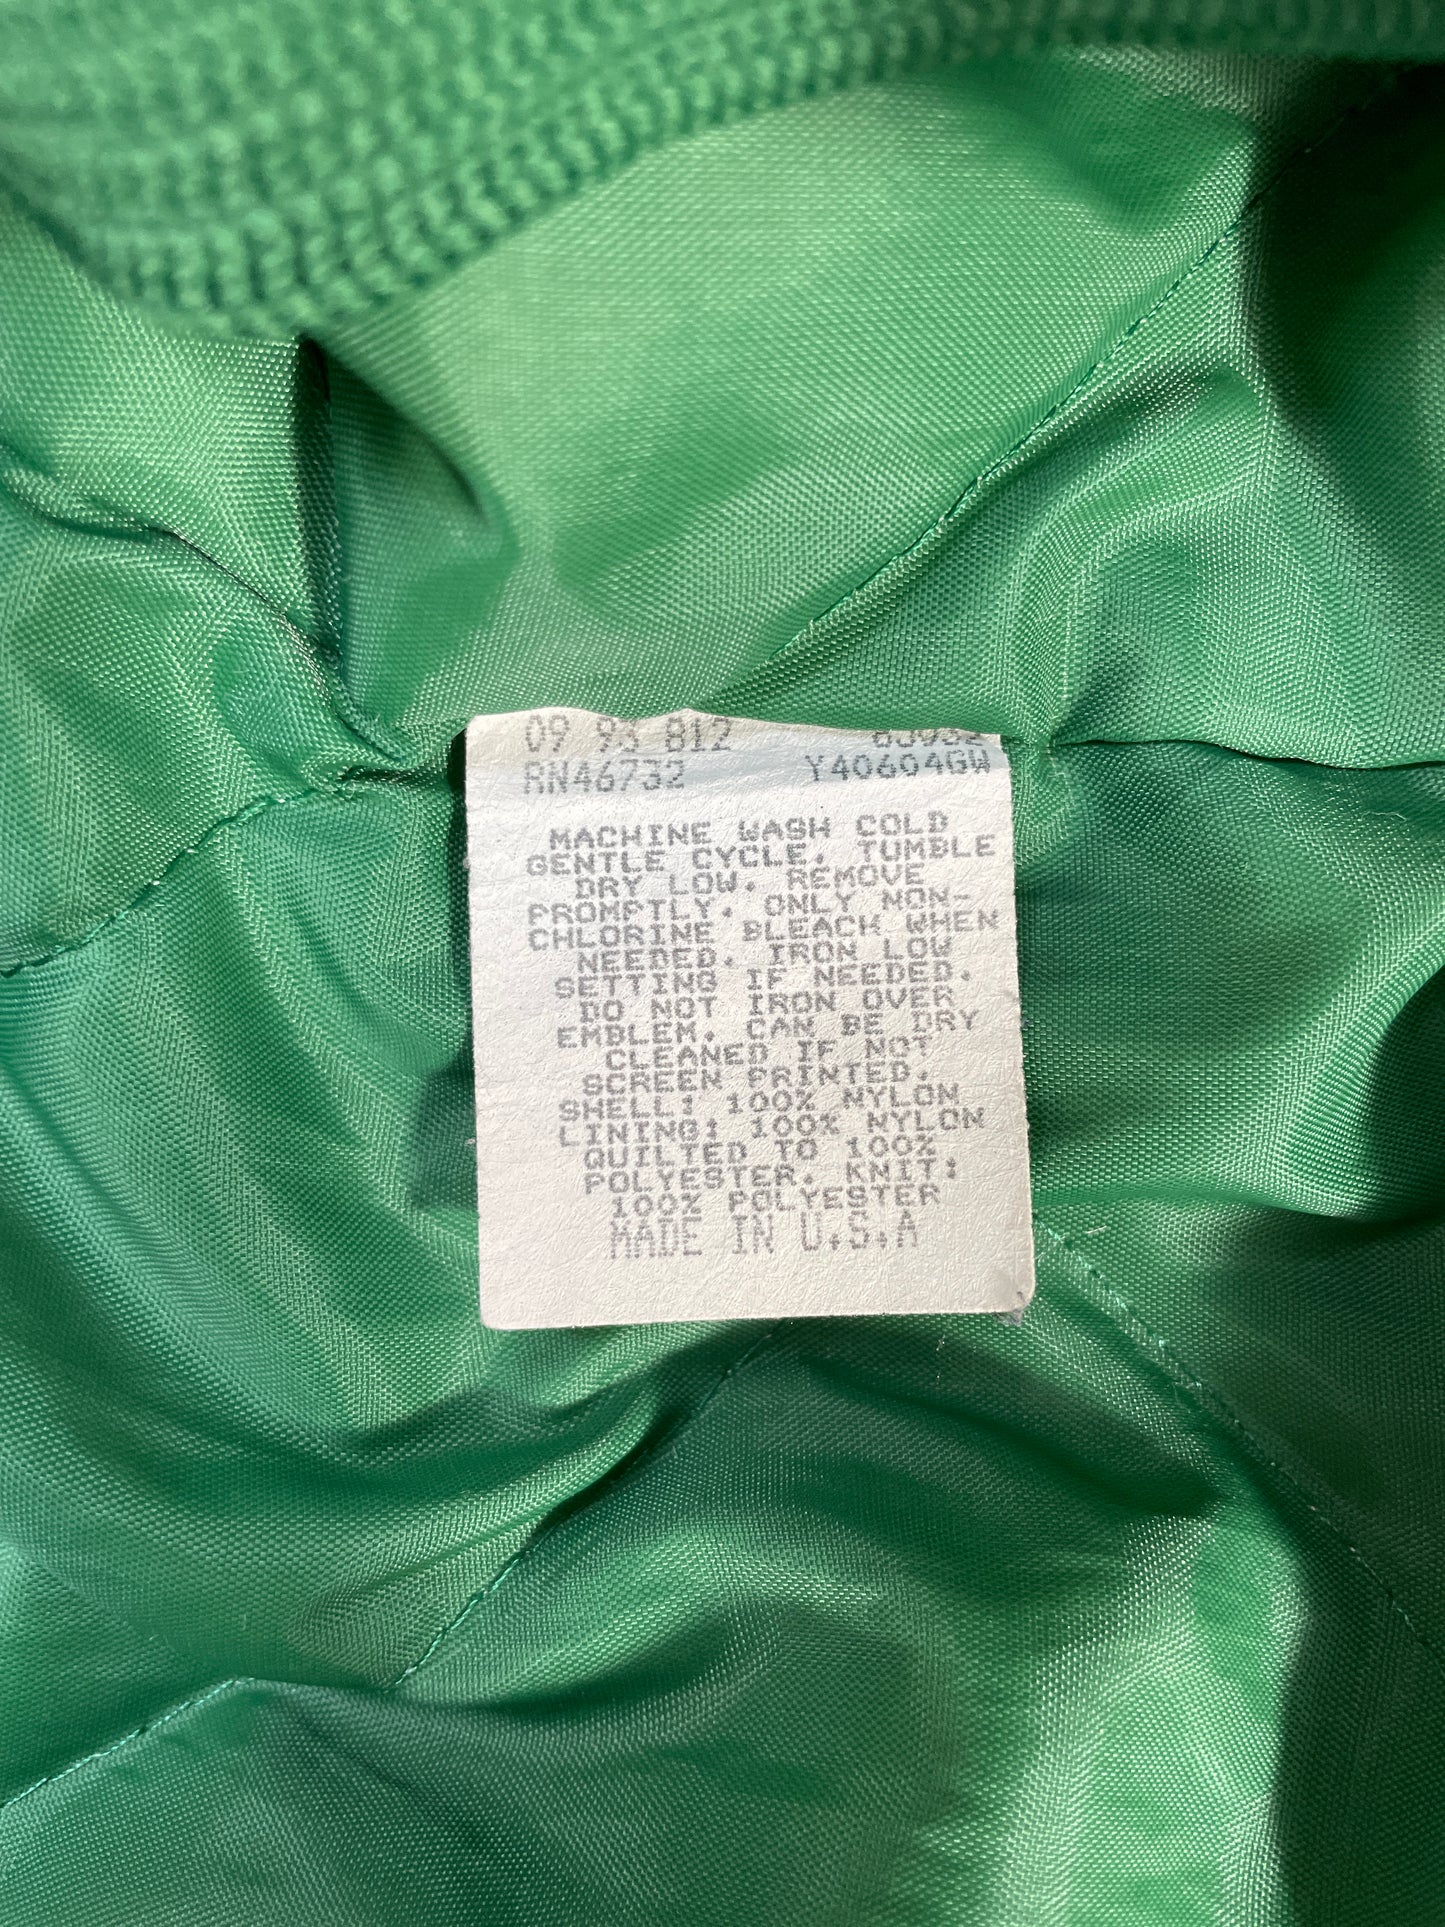 09 93 B12
RN46732 Y40604GW
MACHINE WASH COLD
GENTLE CYCLE. TUMBLE
DRY LOW. REMOVE
PROMPTLY. ONLY NON-
CHLORINE BLEACH WHEN
NEEDED. IRON LOW
SETTING IF NEEDED.
DO NOT IRON OVER
EMBLEM. CAN BE DRY
CLEANED IF NOT
SCREEN PRINTED.
SHELL: 100% NYLON
LINING: 100% NYLON
QUILTED TO 100%
POLYESTER. KNIT:
100% POLYESTER
MADE IN U.S.A